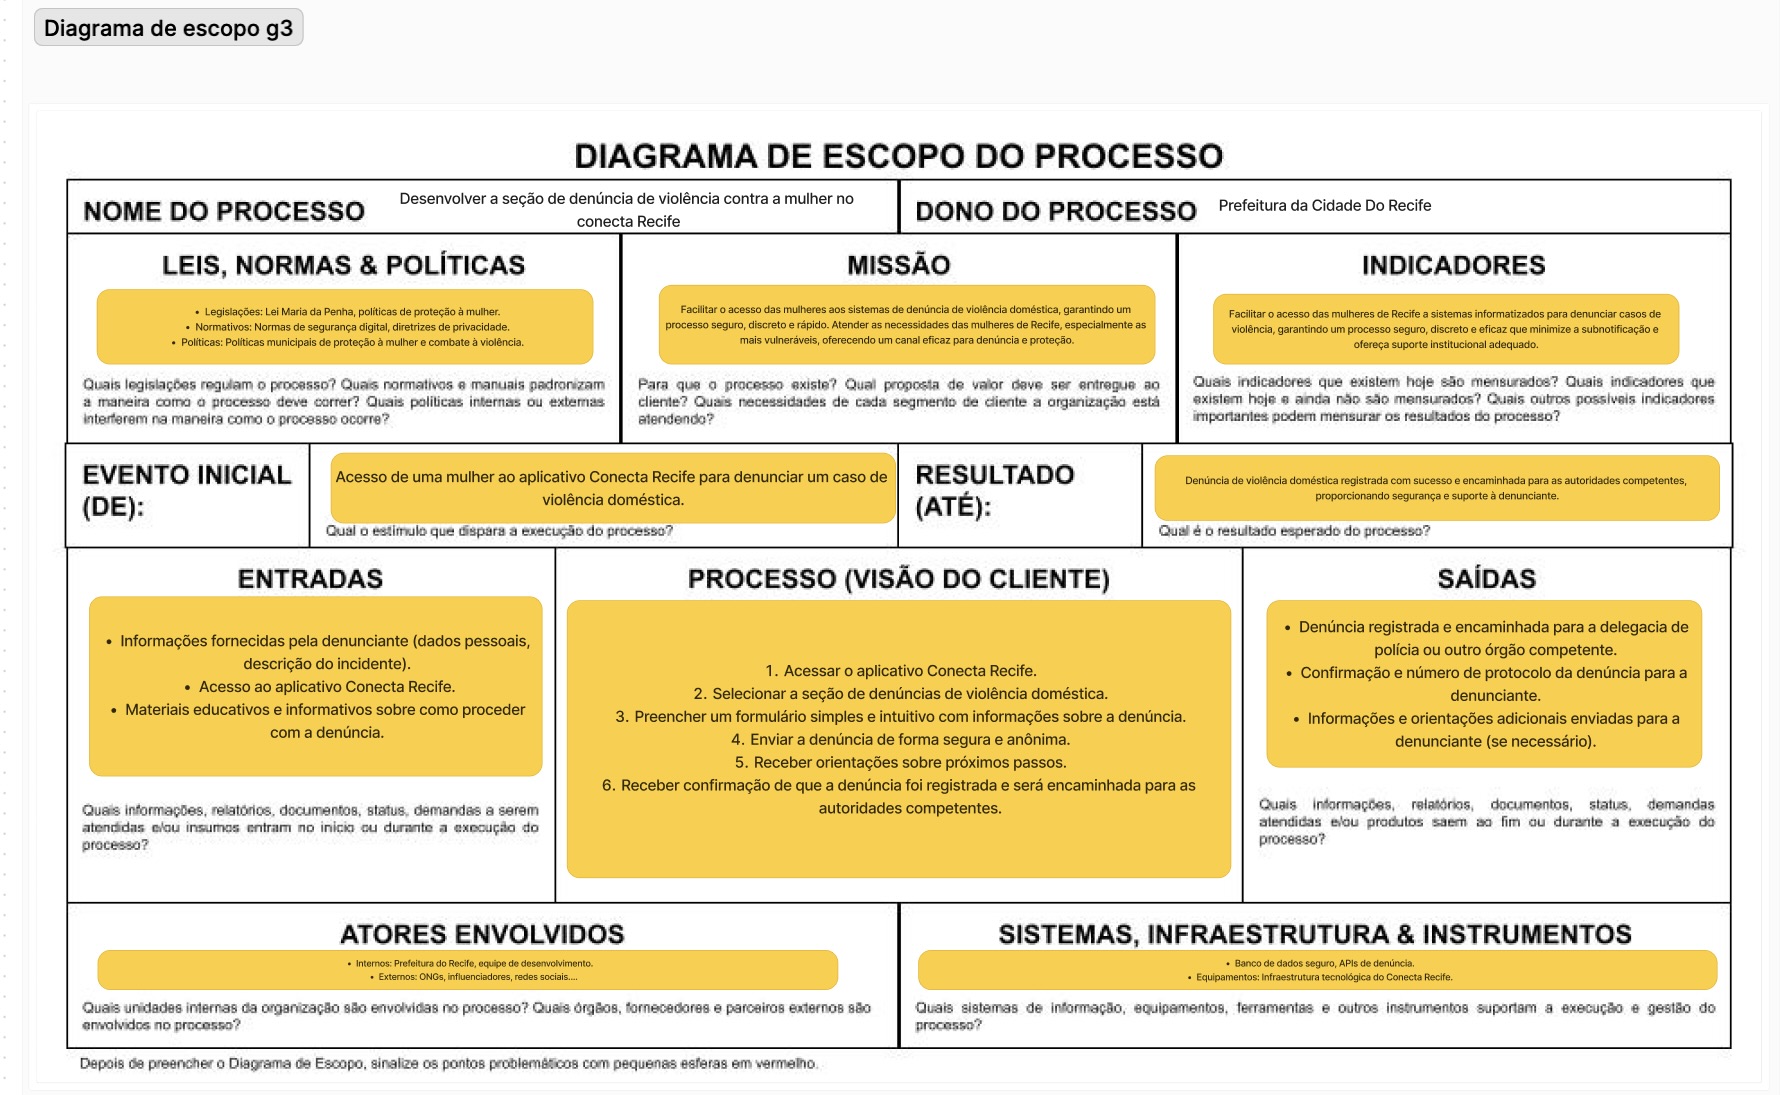 Diagrama de escopo g3
DIAGRAMA DE ESCOPO DO PROCESSO
NOME DO PROCESSO
Desenvolver a seção de denúncia de violência contra a mulher no
conecta Recife
DONO DO PROCESSO
Prefeitura da Cidade Do Recife
LEIS, NORMAS & POLÍTICAS
• Legislações: Lei Maria da Penha, políticas de proteção à mulher.
• Normativos: Normas de segurança digital, diretrizes de privacidade.
• Políticas: Políticas municipais de proteção à mulher e combate à violência.
Quais legislações regulam o processo? Quais normativos e manuais padronizam
a maneira como o processo deve correr? Quais políticas internas ou externas
interferem na maneira como o processo ocorre?
MISSÃO
Facilitar o acesso das mulheres aos sistemas de denúncia de violência doméstica, garantindo um
processo seguro, discreto e rápido. Atender as necessidades das mulheres de Recife, especialmente as
mais vulneráveis, oferecendo um canal eficaz para denúncia e proteção.
Para que o processo existe? Qual proposta de valor deve ser entregue ao
cliente? Quais necessidades de cada segmento de cliente a organização está
atendendo?
INDICADORES
Facilitar o acesso das mulheres de Recife a sistemas informatizados para denunciar casos de
violência, garantindo um processo seguro, discreto e eficaz que minimize a subnotificação e
ofereça suporte institucional adequado.
Quais indicadores que existem hoje são mensurados? Quais indicadores que
existem hoje e ainda não são mensurados? Quais outros possíveis indicadores
importantes podem mensurar os resultados do processo?
EVENTO INICIAL
(DE):
Acesso de uma mulher ao aplicativo Conecta Recife para denunciar um caso de
violência doméstica.
Qual o estímulo que dispara a execução do processo?
RESULTADO
(ATÉ):
Denúncia de violência doméstica registrada com sucesso e encaminhada para as autoridades competentes,
proporcionando segurança e suporte à denunciante.
Qual é o resultado esperado do processo?
ENTRADAS
• Informações fornecidas pela denunciante (dados pessoais,
descrição do incidente).
• Acesso ao aplicativo Conecta Recife.
• Materiais educativos e informativos sobre como proceder
com a denúncia.
Quais informações, relatórios, documentos, status, demandas a serem
atendidas e/ou insumos entram no início ou durante a execução do
processo?
PROCESSO (VISÃO DO CLIENTE)
1. Acessar o aplicativo Conecta Recife.
2. Selecionar a seção de denúncias de violência doméstica.
3. Preencher um formulário simples e intuitivo com informações sobre a denúncia.
4. Enviar a denúncia de forma segura e anônima.
5. Receber orientações sobre próximos passos.
6. Receber confirmação de que a denúncia foi registrada e será encaminhada para as
autoridades competentes.
SAÍDAS
• Denúncia registrada e encaminhada para a delegacia de
polícia ou outro órgão competente.
• Confirmação e número de protocolo da denúncia para a
denunciante.
• Informações e orientações adicionais enviadas para a
denunciante (se necessário).
Quais informações, relatórios, documentos, status, demandas
atendidas e/ou produtos saem ao fim ou durante a execução do
processo?
ATORES ENVOLVIDOS
• Internos: Prefeitura do Recife, equipe de desenvolvimento.
• Externos: ONGs, influenciadores, redes sociais....
Quais unidades internas da organização são envolvidas no processo? Quais órgãos, fornecedores e parceiros externos são
envolvidos no processo?
SISTEMAS, INFRAESTRUTURA & INSTRUMENTOS
• Banco de dados seguro, APIs de denúncia.
• Equipamentos: Infraestrutura tecnológica do Conecta Recife.
Quais sistemas de informação, equipamentos, ferramentas e outros instrumentos suportam a execução e gestão do
processo?
Depois de preencher o Diagrama de Escopo, sinalize os pontos problemáticos com pequenas esferas em vermelho.